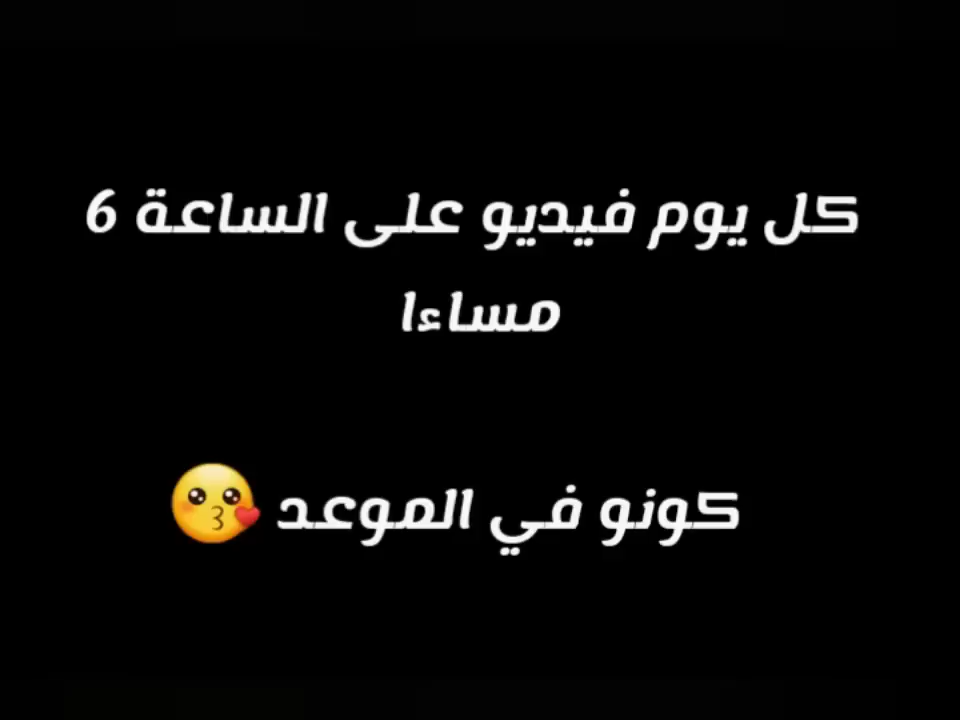 كل يوم فيديو على الساعة 6
مساءا
كونو في الموعد 😘